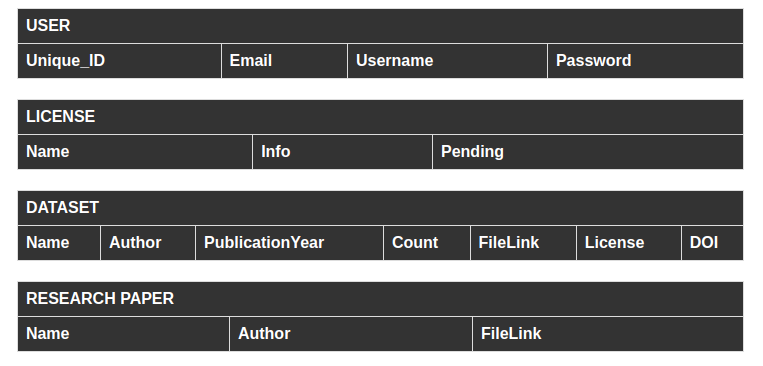 USER
Unique_ID Email Username Password
LICENSE
Name Info Pending
DATASET
Name Author PublicationYear Count FileLink License DOI
RESEARCH PAPER
Name Author FileLink